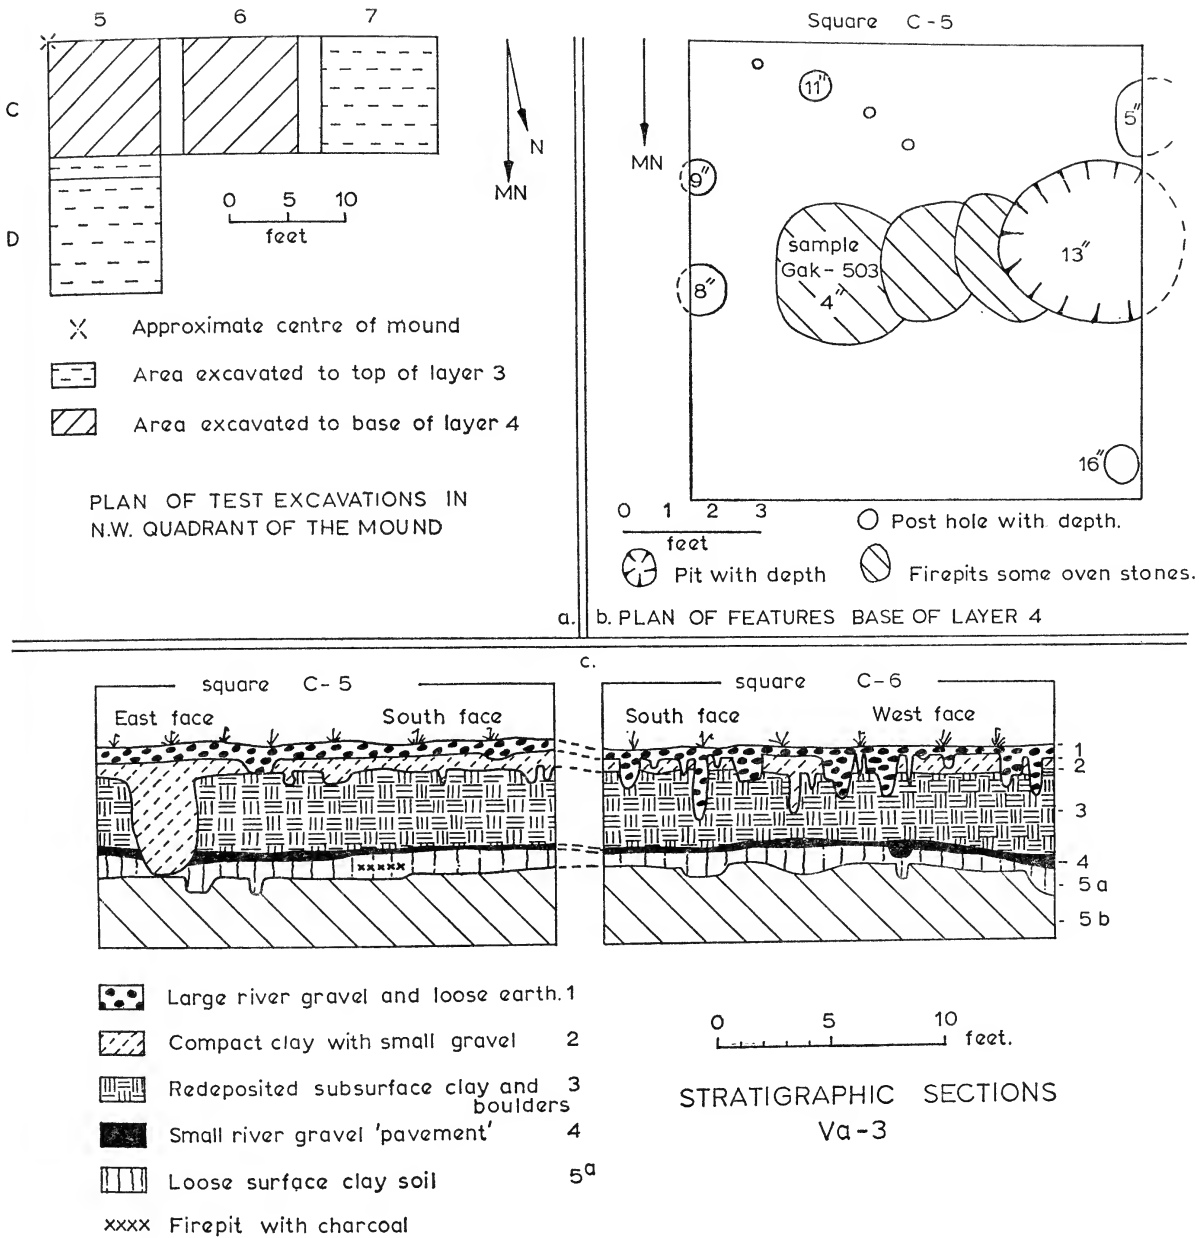 5 6 7
C
D
N
MN
0 5 10
feet
Approximate centre of mound
Area excavated to top of layer 3
Area excavated to base of layer 4
PLAN OF TEST EXCAVATIONS IN
N.W. QUADRANT OF THE MOUND
a.
Square C-5
MN
11"
5"
9"
8"
sample
Gak-503
4"
13"
16"
0 1 2 3
feet
Post hole with depth.
Pit with depth
Firepits some oven stones.
b. PLAN OF FEATURES BASE OF LAYER 4
c.
square C-5
East face South face
square C-6
South face West face
1
2
3
4
5a
5b
Large river gravel and loose earth. 1
Compact clay with small gravel 2
Redeposited subsurface clay and 3
boulders
Small river gravel 'pavement' 4
Loose surface clay soil 5a
xxxx Firepit with charcoal
0 5 10
feet.
STRATIGRAPHIC SECTIONS
Va-3